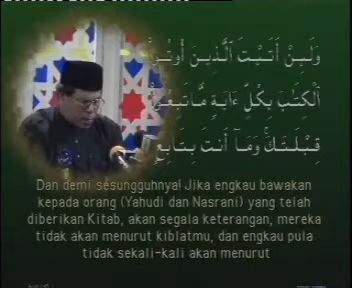 وَلَئِنْ أَتَيْتَ ٱلَّذِينَ أُوتُوا۟
ٱلْكِتَٰبَ بِكُلِّ ءَايَةٍ مَّا تَبِعُوا۟
قِبْلَتَكَ ۚ وَمَآ أَنتَ بِتَابِعٍ
Dan demi sesungguhnya! Jika engkau bawakan
kepada orang (Yahudi dan Nasrani) yang telah
diberikan Kitab, akan segala keterangan, mereka
tidak akan menurut kiblatmu, dan engkau pula
tidak sekali-kali akan menurut